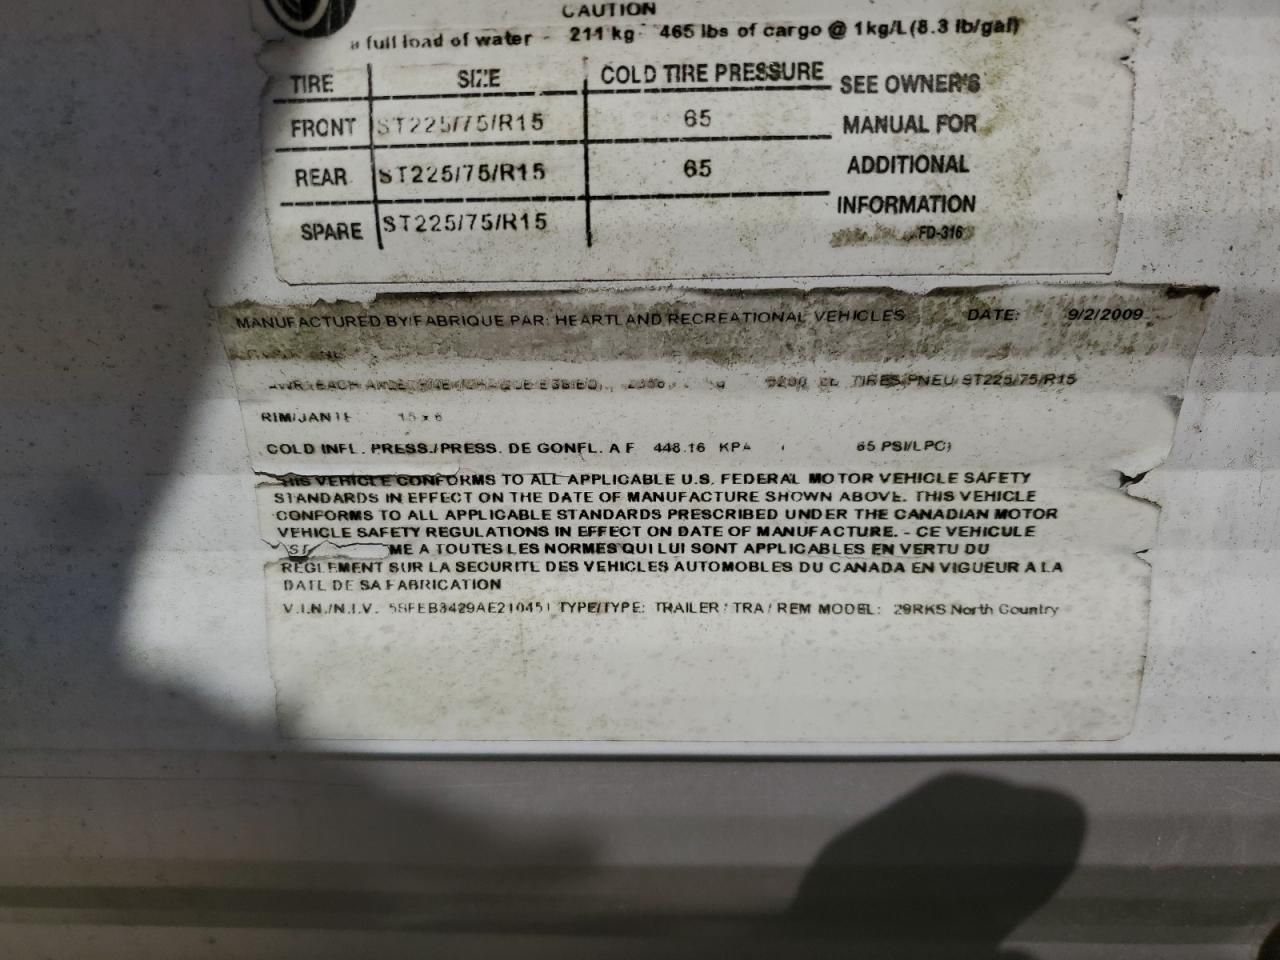 CAUTION
a full load of water - 211 kg 465 lbs of cargo @ 1kg/L(8.3 lb/gal)
TIRE SIZE COLD TIRE PRESSURE SEE OWNER'S
FRONT ST225/75/R15 65 MANUAL FOR
REAR ST225/75/R15 65 ADDITIONAL
SPARE ST225/75/R15 INFORMATION
FD-316
MANUFACTURED BY/FABRIQUE PAR: HEARTLAND RECREATIONAL VEHICLES DATE: 9/2/2009
TIRES/PNEU ST225/75/R15
RIM/JANTE 15 x 6
COLD INFL. PRESS./PRESS. DE GONFL. A F 448.16 KPA 65 PSI/LPC)
THIS VEHICLE CONFORMS TO ALL APPLICABLE U.S. FEDERAL MOTOR VEHICLE SAFETY
STANDARDS IN EFFECT ON THE DATE OF MANUFACTURE SHOWN ABOVE. THIS VEHICLE
CONFORMS TO ALL APPLICABLE STANDARDS PRESCRIBED UNDER THE CANADIAN MOTOR
VEHICLE SAFETY REGULATIONS IN EFFECT ON DATE OF MANUFACTURE. - CE VEHICULE
ME A TOUTES LES NORMES QUI LUI SONT APPLICABLES EN VERTU DU
REGLEMENT SUR LA SECURITE DES VEHICLES AUTOMOBLES DU CANADA EN VIGUEUR A LA
DATE DE SA FABRICATION
V.I.N./N.I.V. 5SFEB3429AE210451 TYPE/TYPE: TRAILER / TRA / REM MODEL: 29RKS North Country